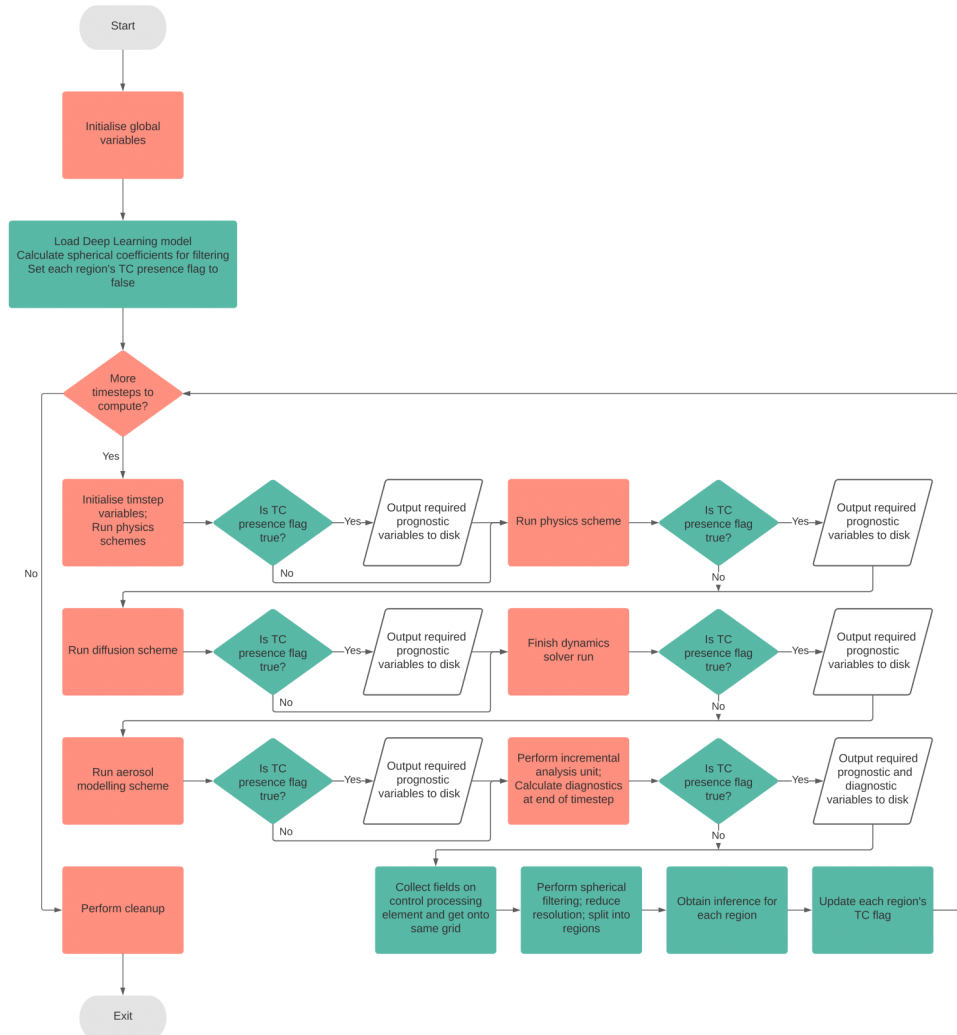 Start
Initialise global
variables
Load Deep Learning model
Calculate spherical coefficients for filtering
Set each region's TC presence flag to
false
More
timesteps to
compute?
Yes
No
Initialise timstep
variables;
Run physics
schemes
Is TC
presence flag
true?
Yes
No
Output required
prognostic
variables to disk
Run physics scheme
Is TC
presence flag
true?
Yes
No
Output required
prognostic
variables to disk
Run diffusion scheme
Is TC
presence flag
true?
Yes
No
Output required
prognostic
variables to disk
Finish dynamics
solver run
Is TC
presence flag
true?
Yes
No
Output required
prognostic
variables to disk
Run aerosol
modelling scheme
Is TC
presence flag
true?
Yes
No
Output required
prognostic
variables to disk
Perform incremental
analysis unit;
Calculate diagnostics
at end of timestep
Is TC
presence flag
true?
Yes
No
Output required
prognostic and
diagnostic
variables to disk
Collect fields on
control processing
element and get onto
same grid
Perform spherical
filtering; reduce
resolution; split into
regions
Obtain inference for
each region
Update each region's
TC flag
Perform cleanup
Exit